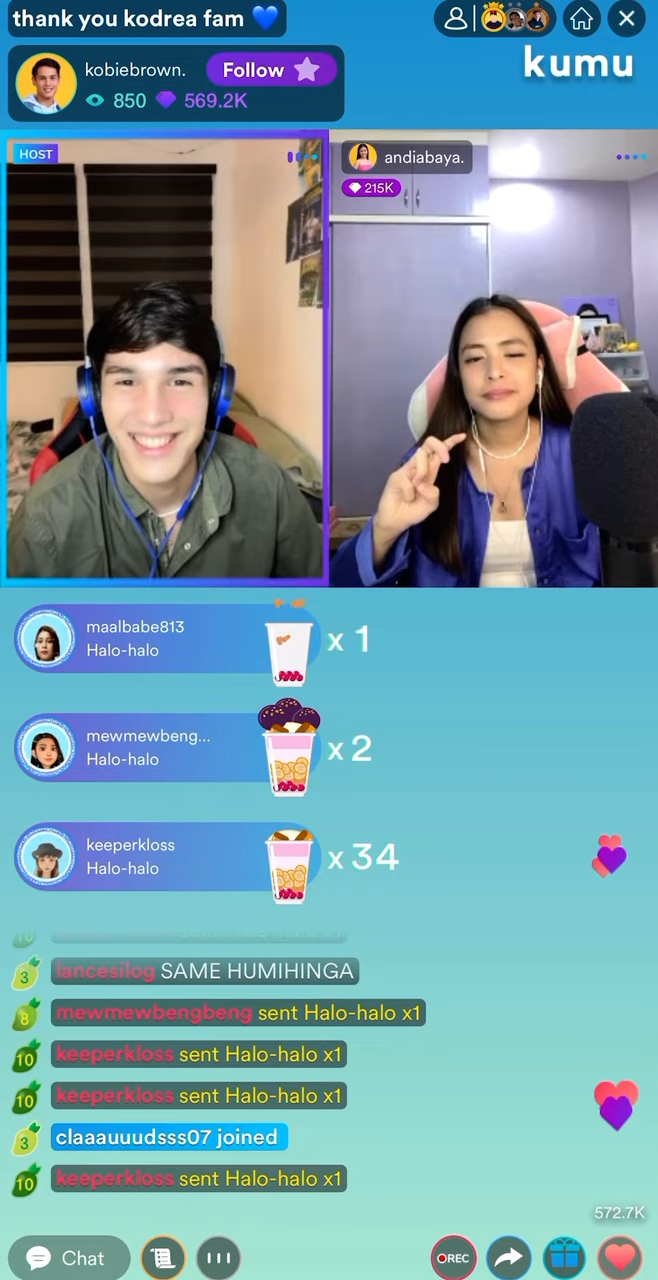 thank you kodrea fam 💙
kobiebrown.
Follow
850 569.2K
kumu
HOST
andiabaya.
215K
maalbabe813
Halo-halo
x 1
mewmewbeng...
Halo-halo
x 2
keeperkloss
Halo-halo
x 34
10
3 lancesilog SAME HUMIHINGA
8 mewmewbengbeng sent Halo-halo x1
10 keeperkloss sent Halo-halo x1
10 keeperkloss sent Halo-halo x1
3 claaauuudsss07 joined
10 keeperkloss sent Halo-halo x1
572.7K
Chat
REC